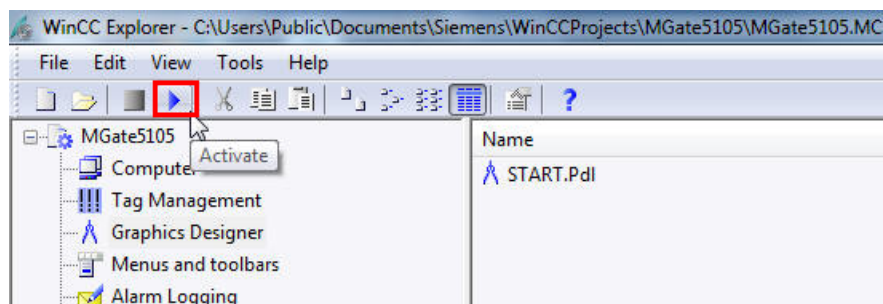 WinCC Explorer - C:\Users\Public\Documents\Siemens\WinCCProjects\MGate5105\MGate5105.MC
File Edit View Tools Help
MGate5105
Activate
Computer
Tag Management
Graphics Designer
Menus and toolbars
Alarm Logging
Name
START.Pdl